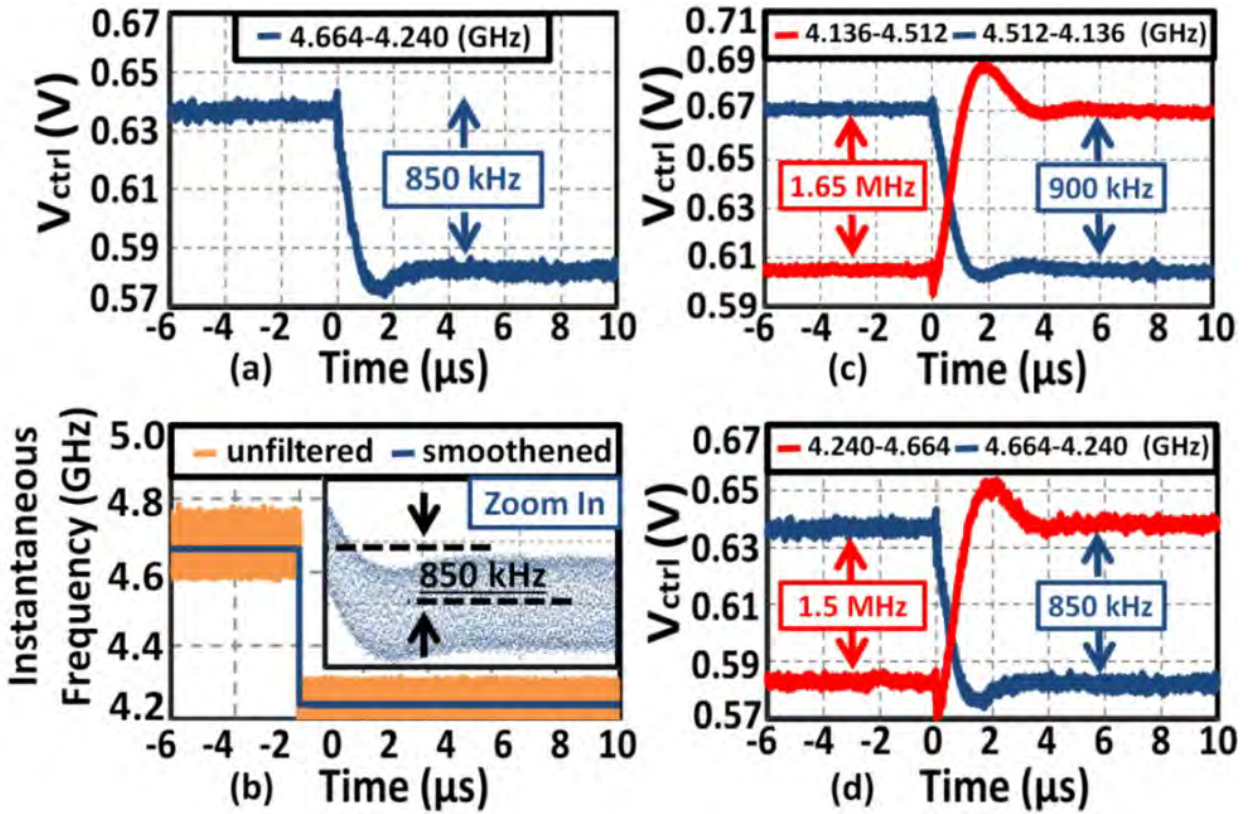 0.67
0.65
0.63
0.61
0.59
0.57
Vctrl (V)
4.664-4.240 (GHz)
850 kHz
-6 -4 -2 0 2 4 6 8 10
(a) Time (μs)
0.71
0.69
0.67
0.65
0.63
0.61
0.59
Vctrl (V)
4.136-4.512 4.512-4.136 (GHz)
1.65 MHz
900 kHz
-6 -4 -2 0 2 4 6 8 10
(c) Time (μs)
Instantaneous
Frequency (GHz)
5.0
4.8
4.6
4.4
4.2
unfiltered smoothened
Zoom In
850 kHz
-6 -4 -2 0 2 4 6 8 10
(b) Time (μs)
0.67
0.65
0.63
0.61
0.59
0.57
Vctrl (V)
4.240-4.664 4.664-4.240 (GHz)
1.5 MHz
850 kHz
-6 -4 -2 0 2 4 6 8 10
(d) Time (μs)